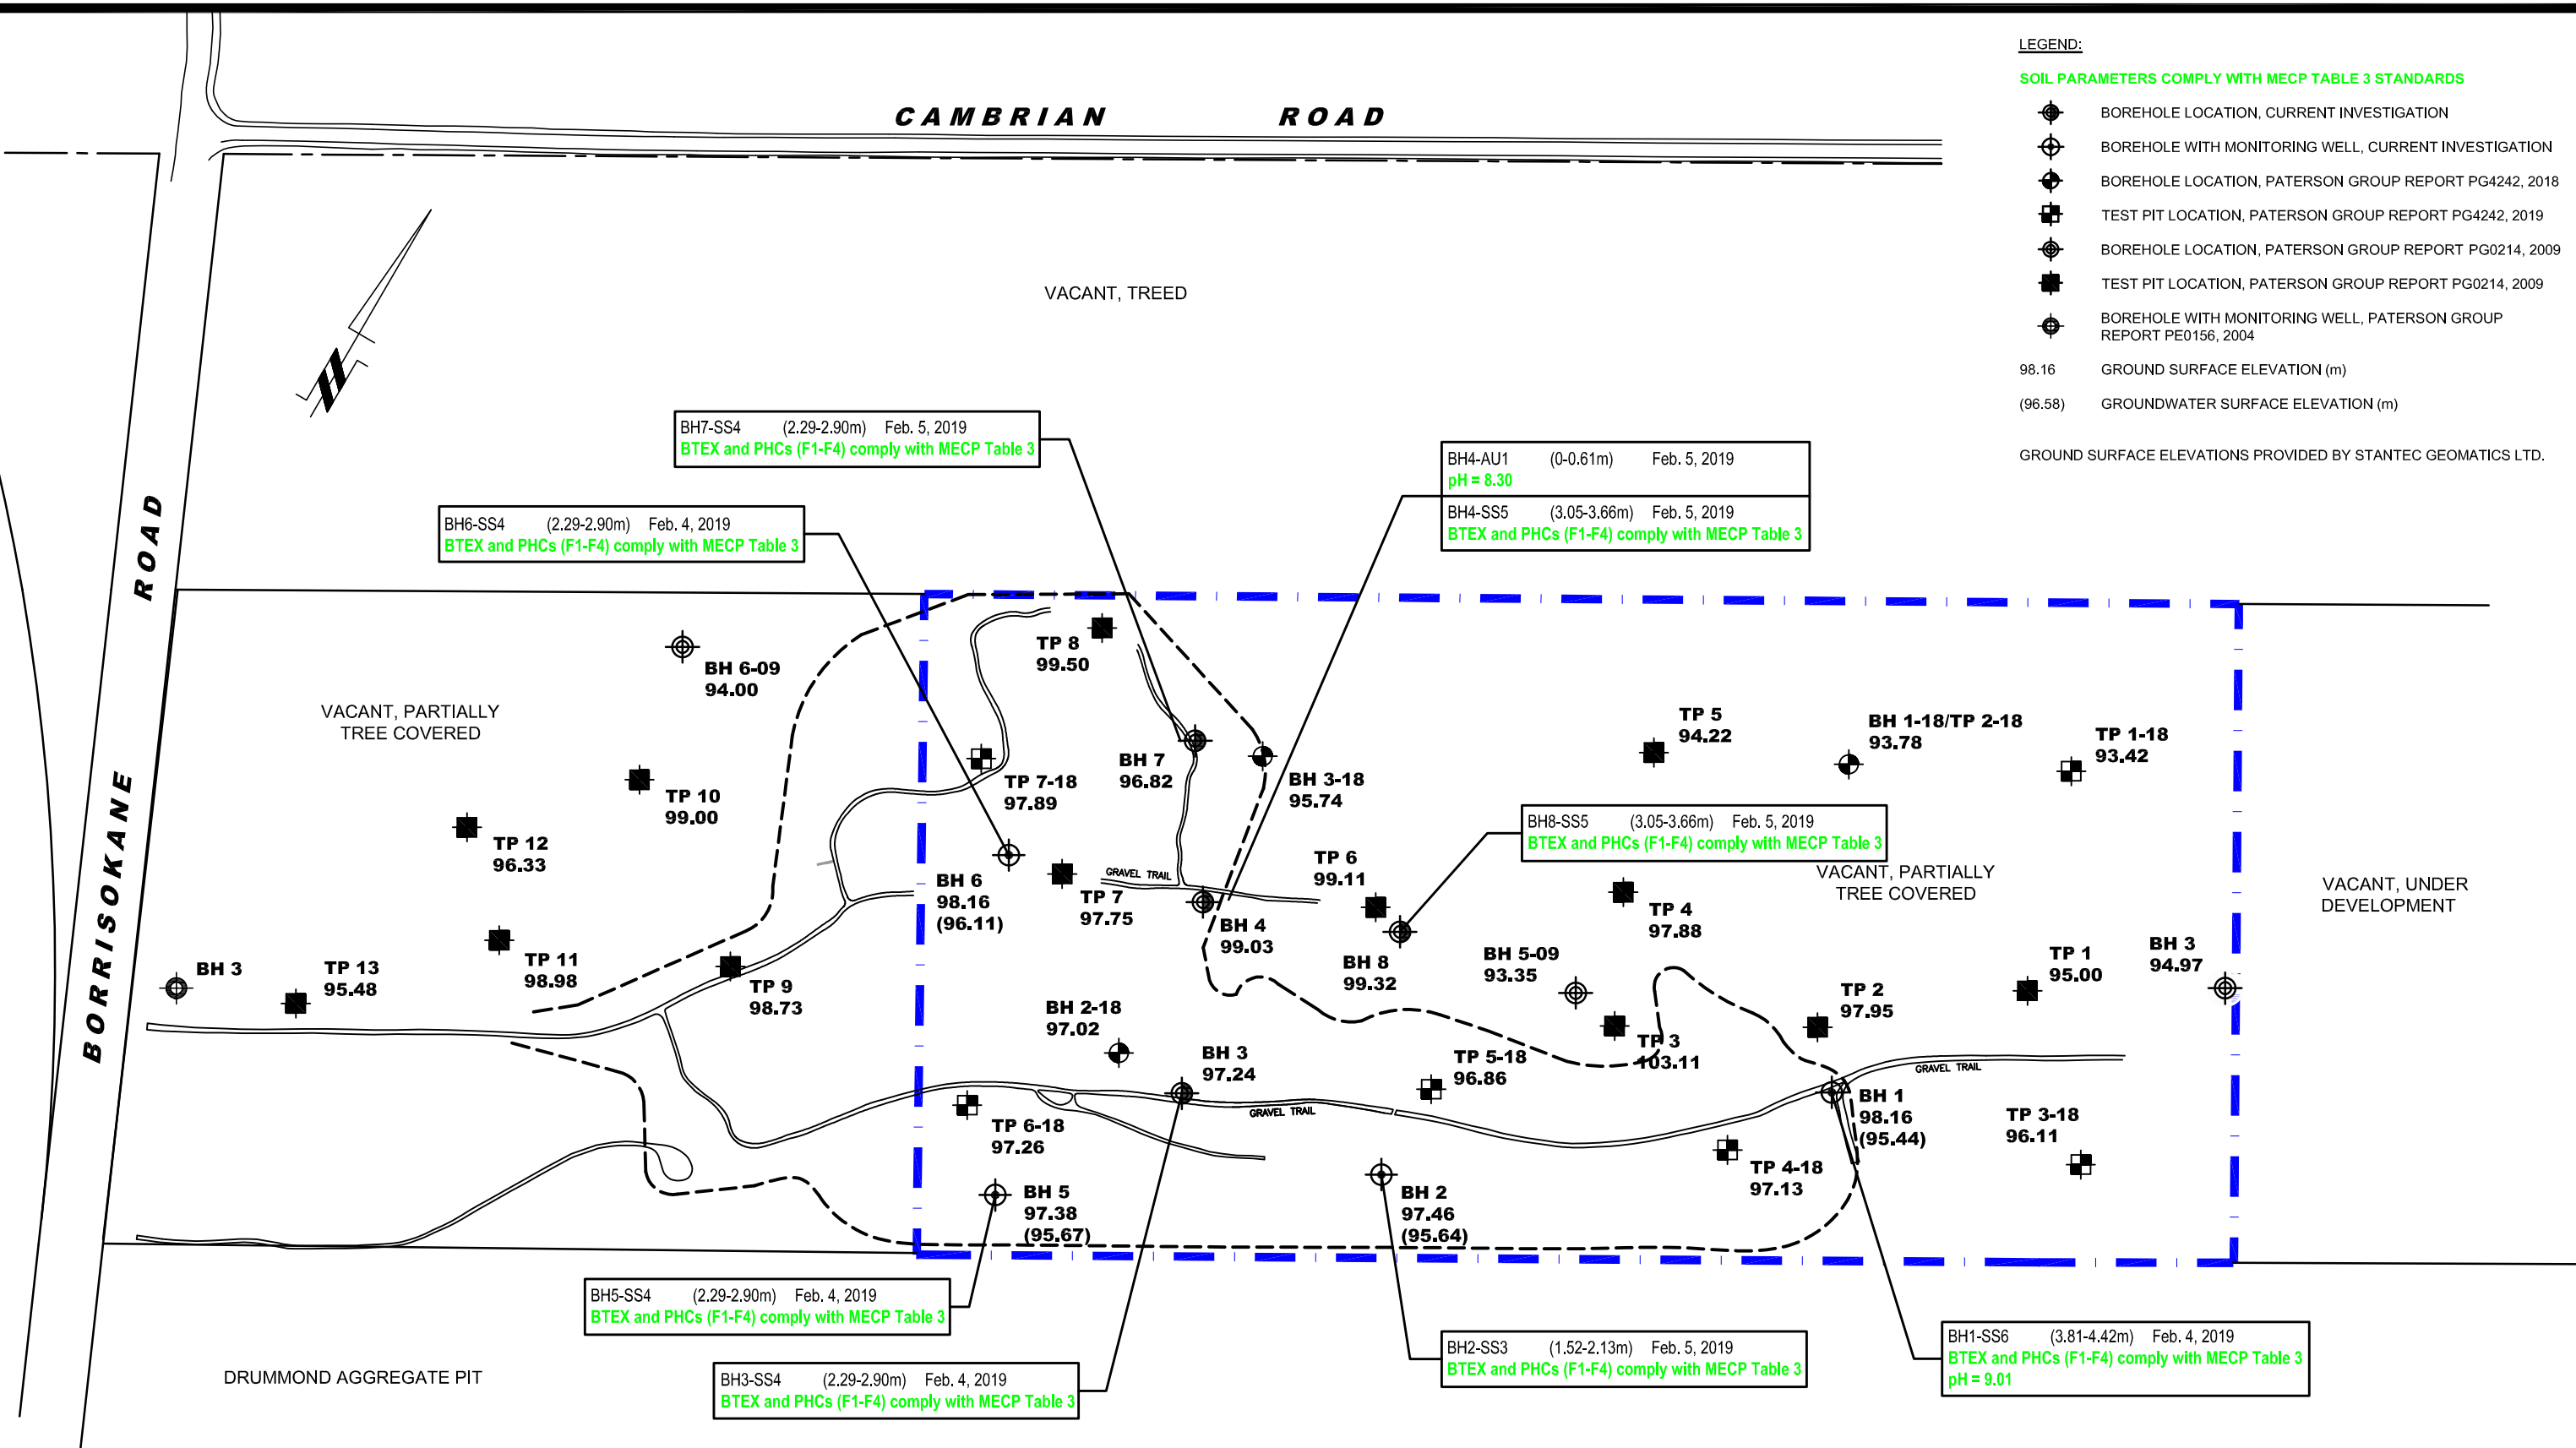 LEGEND:
SOIL PARAMETERS COMPLY WITH MECP TABLE 3 STANDARDS
BOREHOLE LOCATION, CURRENT INVESTIGATION
BOREHOLE WITH MONITORING WELL, CURRENT INVESTIGATION
BOREHOLE LOCATION, PATERSON GROUP REPORT PG4242, 2018
TEST PIT LOCATION, PATERSON GROUP REPORT PG4242, 2019
BOREHOLE LOCATION, PATERSON GROUP REPORT PG0214, 2009
TEST PIT LOCATION, PATERSON GROUP REPORT PG0214, 2009
BOREHOLE WITH MONITORING WELL, PATERSON GROUP
REPORT PE0156, 2004
98.16 GROUND SURFACE ELEVATION (m)
(96.58) GROUNDWATER SURFACE ELEVATION (m)
GROUND SURFACE ELEVATIONS PROVIDED BY STANTEC GEOMATICS LTD.
CAMBRIAN ROAD
BORRISOKANE ROAD
VACANT, TREED
BH7-SS4 (2.29-2.90m) Feb. 5, 2019
BTEX and PHCs (F1-F4) comply with MECP Table 3
BH4-AU1 (0-0.61m) Feb. 5, 2019
pH = 8.30
BH4-SS5 (3.05-3.66m) Feb. 5, 2019
BTEX and PHCs (F1-F4) comply with MECP Table 3
BH6-SS4 (2.29-2.90m) Feb. 4, 2019
BTEX and PHCs (F1-F4) comply with MECP Table 3
TP 8
99.50
BH 6-09
94.00
VACANT, PARTIALLY
TREE COVERED
TP 5
94.22
BH 1-18/TP 2-18
93.78
TP 1-18
93.42
BH 7
96.82
BH 3-18
95.74
TP 7-18
97.89
TP 10
99.00
TP 12
96.33
BH8-SS5 (3.05-3.66m) Feb. 5, 2019
BTEX and PHCs (F1-F4) comply with MECP Table 3
VACANT, PARTIALLY
TREE COVERED
VACANT, UNDER
DEVELOPMENT
TP 6
99.11
GRAVEL TRAIL
BH 6
98.16
(96.11)
TP 7
97.75
BH 4
99.03
TP 4
97.88
BH 8
99.32
BH 5-09
93.35
TP 1
95.00
BH 3
94.97
BH 3
TP 13
95.48
TP 11
98.98
TP 9
98.73
TP 2
97.95
BH 2-18
97.02
BH 3
97.24
TP 3
103.11
TP 5-18
96.86
GRAVEL TRAIL
GRAVEL TRAIL
BH 1
98.16
(95.44)
TP 3-18
96.11
TP 6-18
97.26
TP 4-18
97.13
BH 5
97.38
(95.67)
BH 2
97.46
(95.64)
BH5-SS4 (2.29-2.90m) Feb. 4, 2019
BTEX and PHCs (F1-F4) comply with MECP Table 3
BH1-SS6 (3.81-4.42m) Feb. 4, 2019
BTEX and PHCs (F1-F4) comply with MECP Table 3
pH = 9.01
BH2-SS3 (1.52-2.13m) Feb. 5, 2019
BTEX and PHCs (F1-F4) comply with MECP Table 3
DRUMMOND AGGREGATE PIT
BH3-SS4 (2.29-2.90m) Feb. 4, 2019
BTEX and PHCs (F1-F4) comply with MECP Table 3